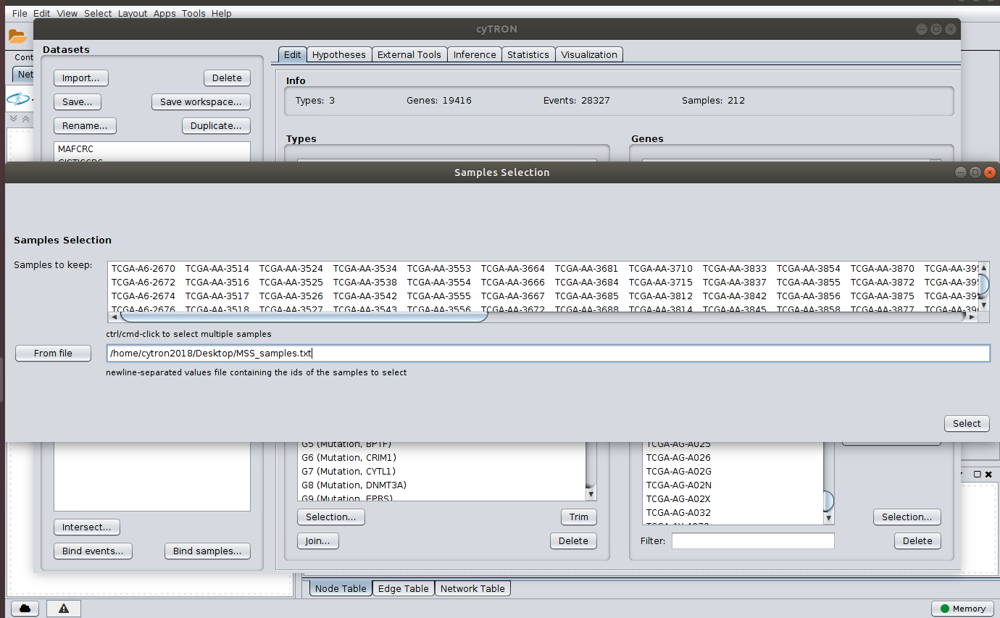 File Edit View Select Layout Apps Tools Help
cyTRON
Cont
Net
Datasets
Import... Delete
Save... Save workspace...
Rename... Duplicate...
MAFCRC
GISTICCRC
Edit Hypotheses External Tools Inference Statistics Visualization
Info
Types: 3 Genes: 19416 Events: 28327 Samples: 212
Types Genes
Samples Selection
Samples Selection
Samples to keep:
TCGA-A6-2670 TCGA-AA-3514 TCGA-AA-3524 TCGA-AA-3534 TCGA-AA-3553 TCGA-AA-3664 TCGA-AA-3681 TCGA-AA-3710 TCGA-AA-3833 TCGA-AA-3854 TCGA-AA-3870 TCGA-AA-395
TCGA-A6-2672 TCGA-AA-3516 TCGA-AA-3525 TCGA-AA-3538 TCGA-AA-3554 TCGA-AA-3666 TCGA-AA-3684 TCGA-AA-3715 TCGA-AA-3837 TCGA-AA-3855 TCGA-AA-3872 TCGA-AA-395
TCGA-A6-2674 TCGA-AA-3517 TCGA-AA-3526 TCGA-AA-3542 TCGA-AA-3555 TCGA-AA-3667 TCGA-AA-3685 TCGA-AA-3812 TCGA-AA-3842 TCGA-AA-3856 TCGA-AA-3875 TCGA-AA-395
TCGA-A6-2676 TCGA-AA-3518 TCGA-AA-3527 TCGA-AA-3543 TCGA-AA-3556 TCGA-AA-3672 TCGA-AA-3688 TCGA-AA-3814 TCGA-AA-3845 TCGA-AA-3858 TCGA-AA-3877 TCGA-AA-396
ctrl/cmd-click to select multiple samples
From file /home/cytron2018/Desktop/MSS_samples.txt
newline-separated values file containing the ids of the samples to select
Select
G5 (Mutation, BPTF)
G6 (Mutation, CRIM1)
G7 (Mutation, CYTL1)
G8 (Mutation, DNMT3A)
G9 (Mutation, EPRS)
TCGA-AG-A025
TCGA-AG-A026
TCGA-AG-A02G
TCGA-AG-A02N
TCGA-AG-A02X
TCGA-AG-A032
Intersect...
Bind events... Bind samples...
Selection... Trim
Join... Delete
Selection...
Filter: Delete
Node Table Edge Table Network Table
Memory